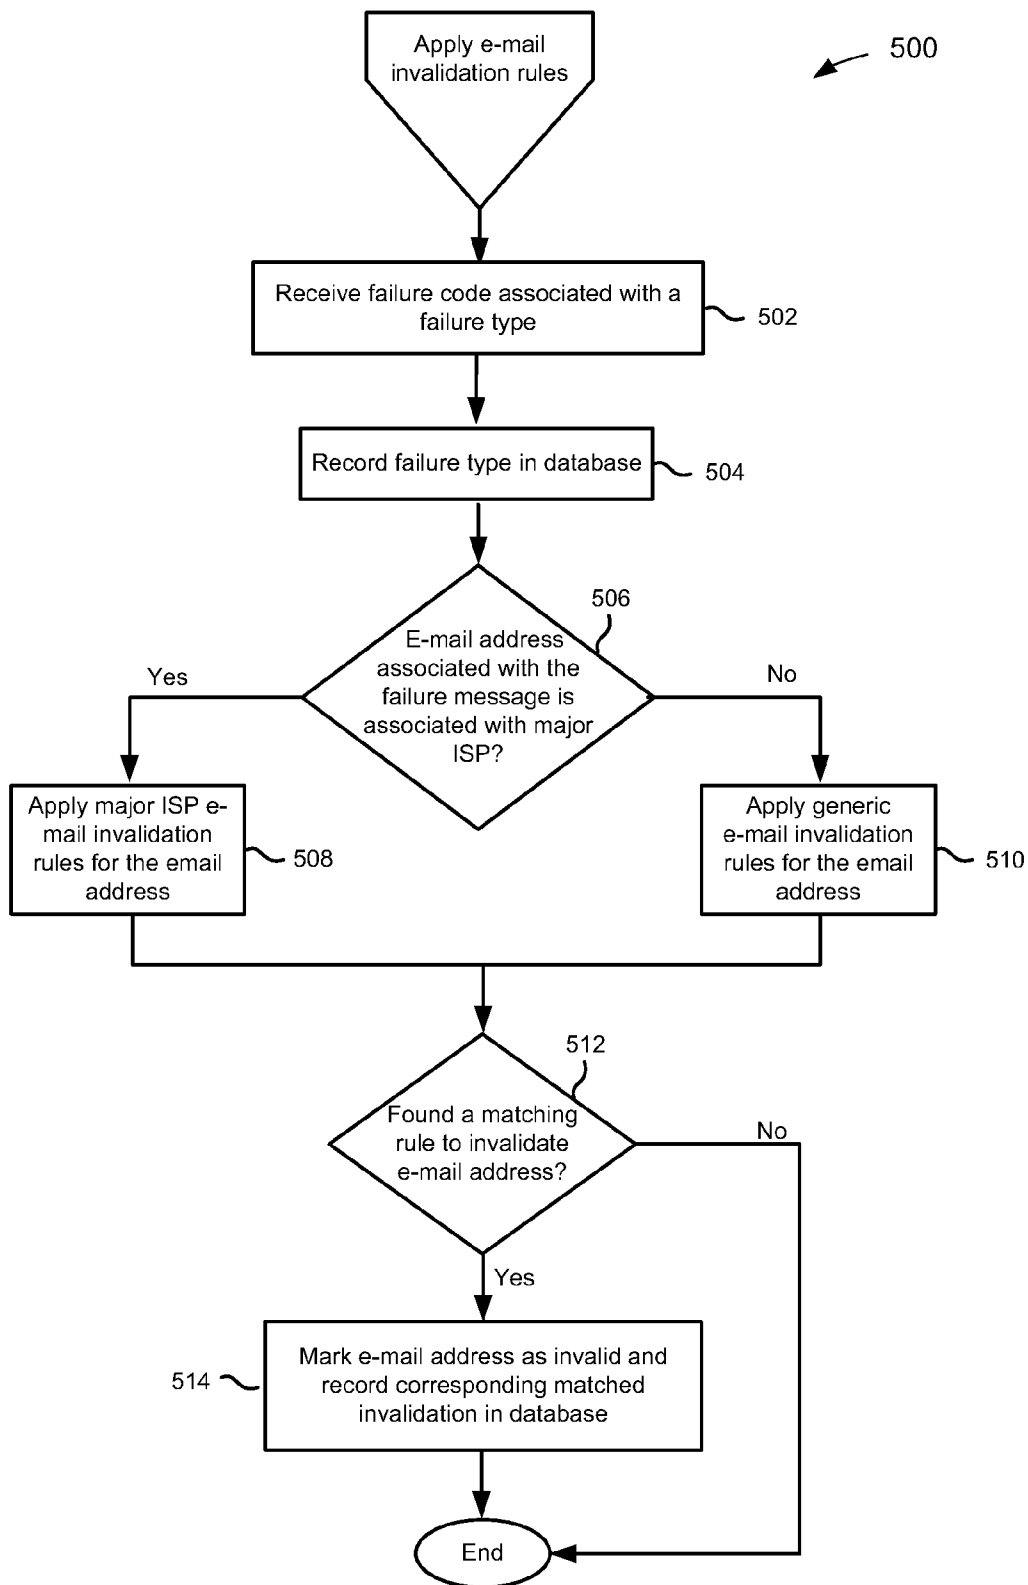 Apply e-mail
invalidation rules
500
Receive failure code associated with a
failure type
502
Record failure type in database
504
506
E-mail address
associated with the
failure message is
associated with major
ISP?
Yes
No
Apply major ISP e-
mail invalidation
rules for the email
address
508
Apply generic
e-mail invalidation
rules for the email
address
510
512
Found a matching
rule to invalidate
e-mail address?
No
Yes
Mark e-mail address as invalid and
record corresponding matched
invalidation in database
514
End